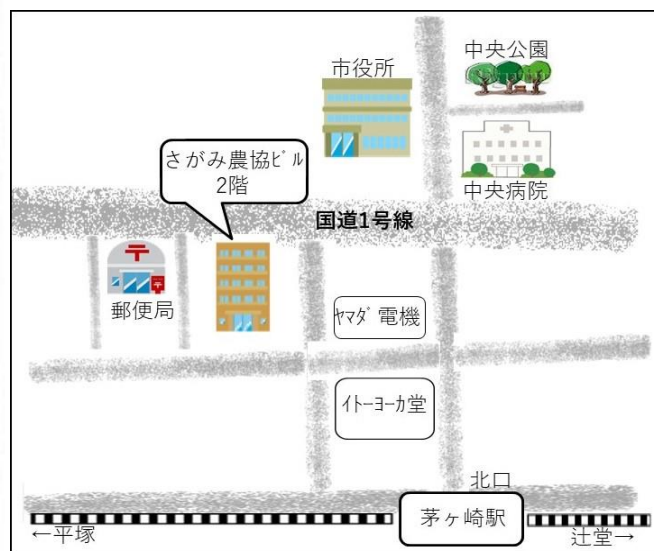 中央公園
市役所
さがみ農協ﾋﾞﾙ
2階
中央病院
国道1号線
〒
郵便局
〒
ﾔﾏﾀﾞ電機
ｲﾄｰﾖｰｶ堂
北口
茅ヶ崎駅
←平塚
辻堂→